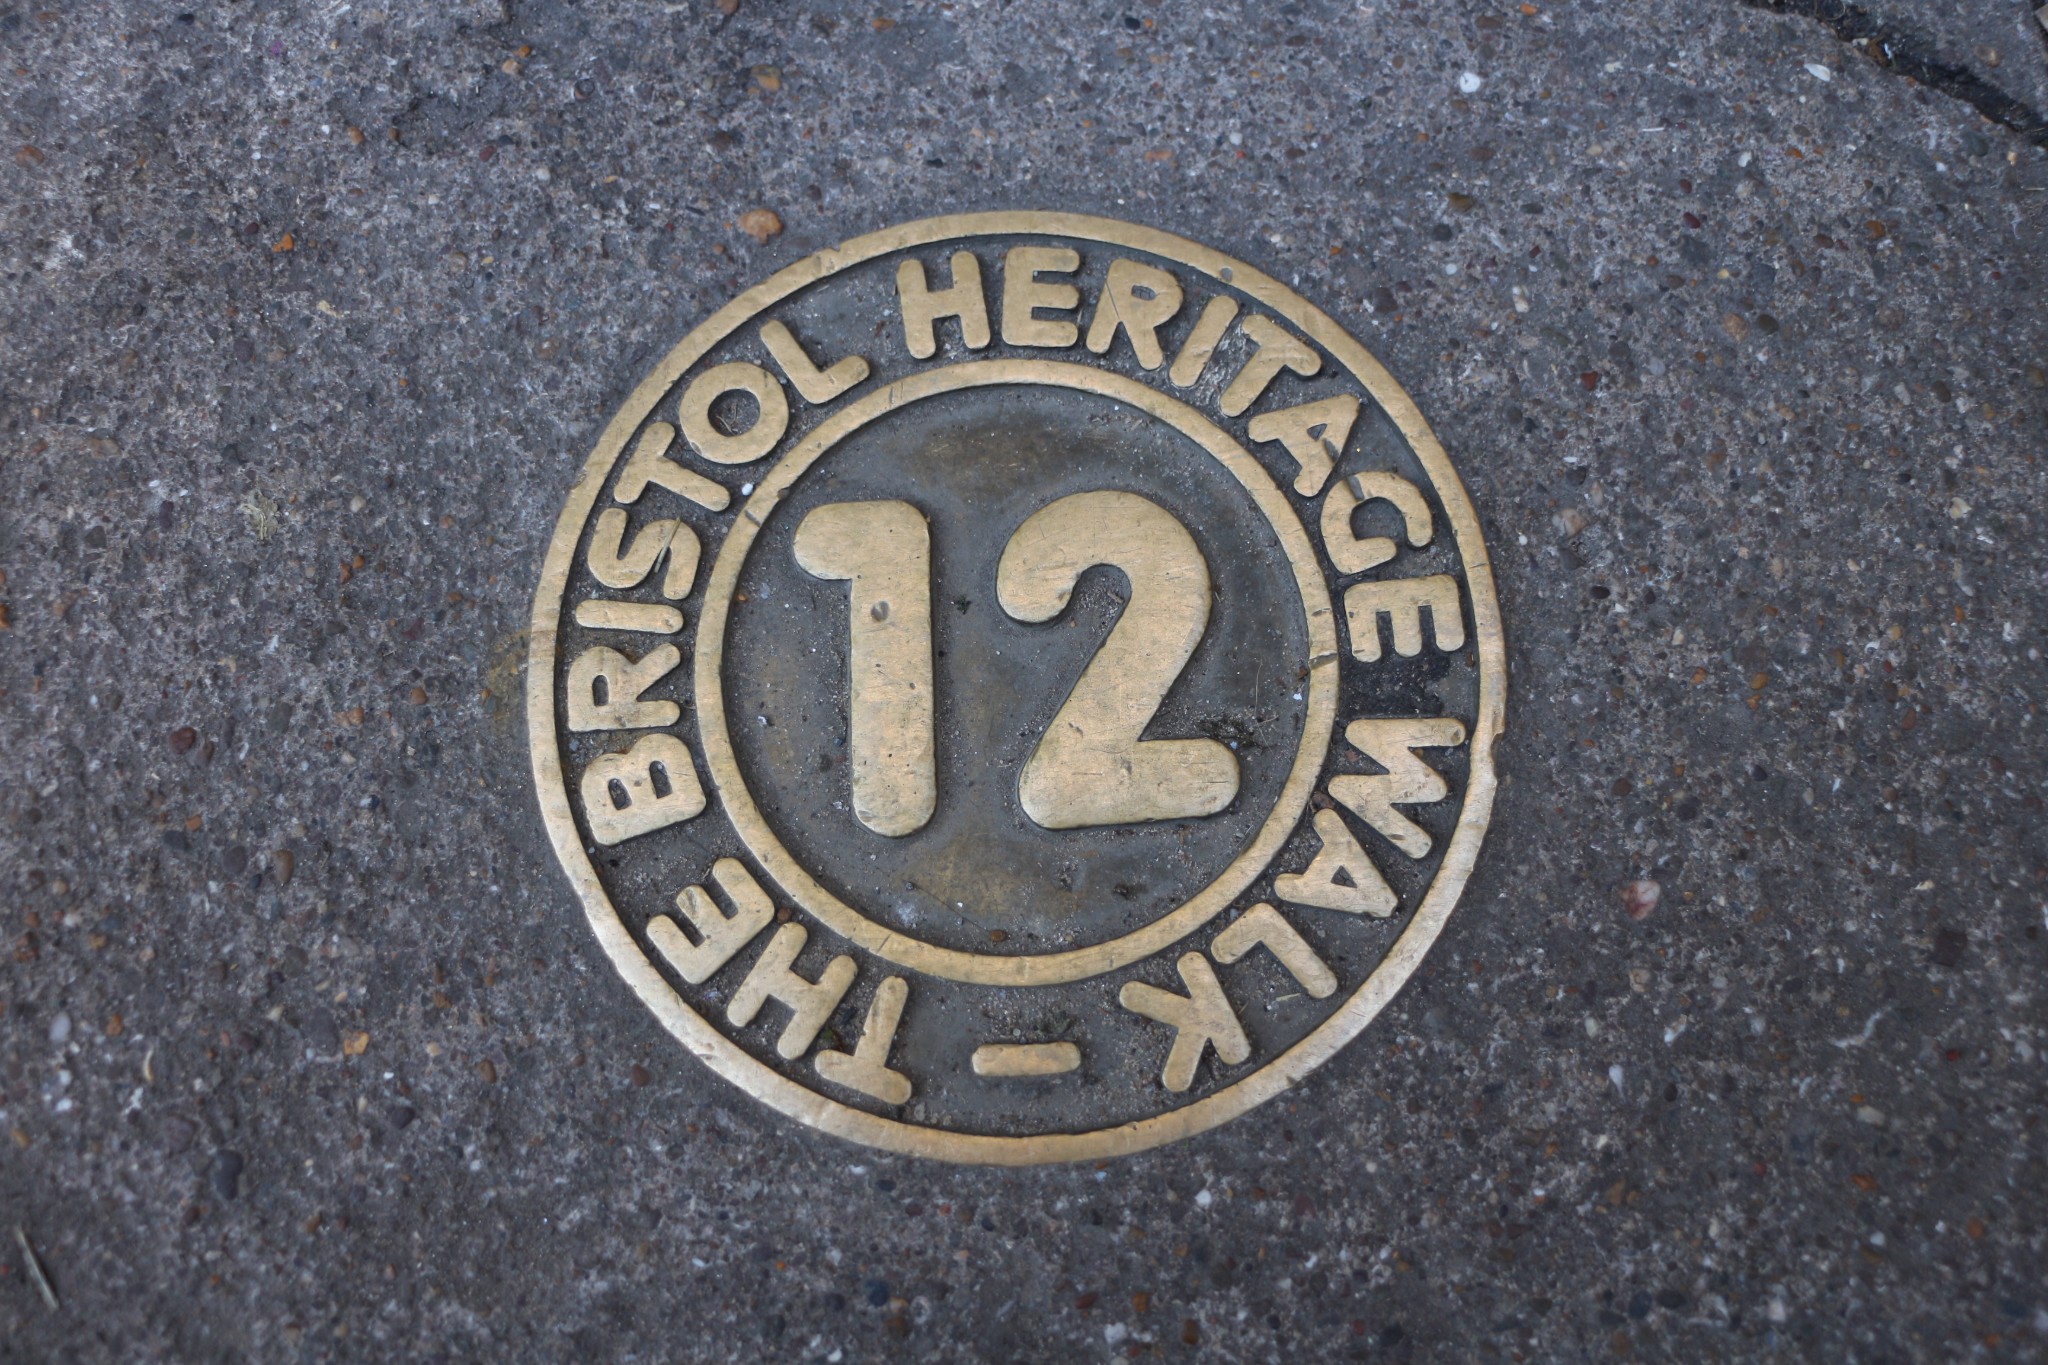 THE BRISTOL HERITAGE WALK –
12